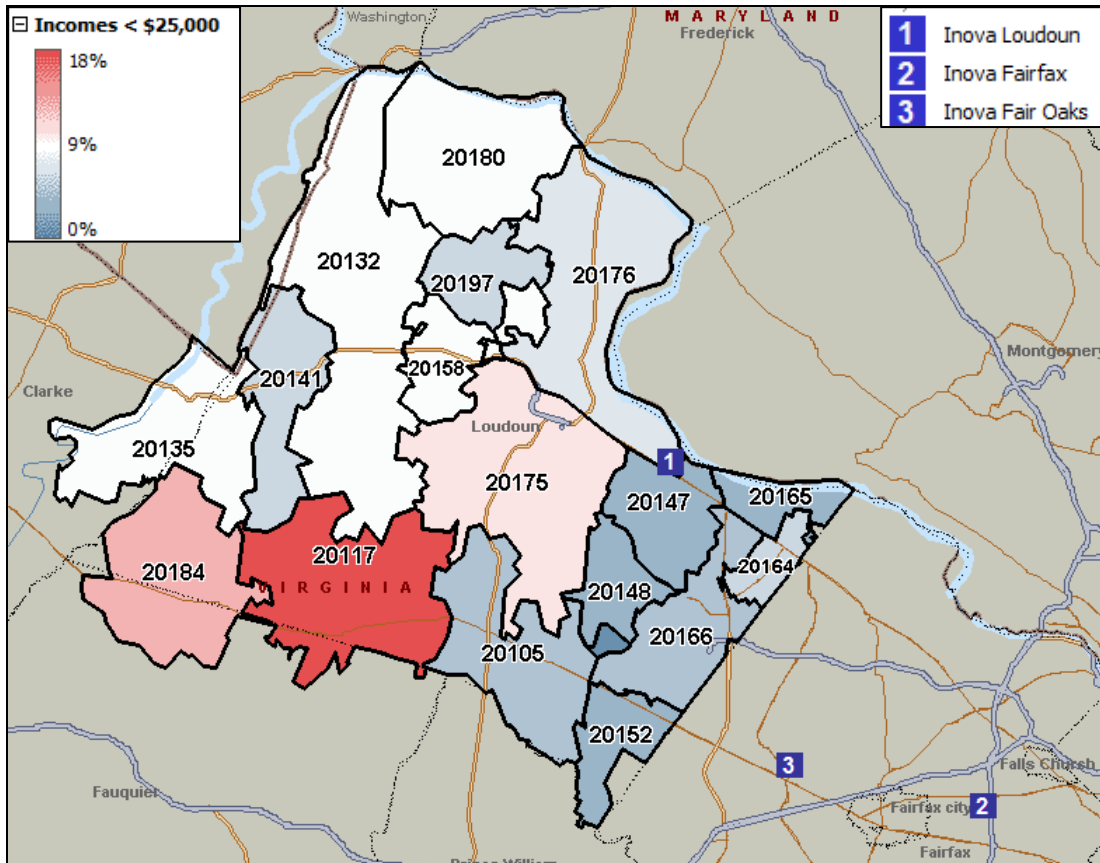 Incomes < $25,000
18%
9%
0%
Washington
MARYLAND
Frederick
1 Inova Loudoun
2 Inova Fairfax
3 Inova Fair Oaks
20180
20132
20197
20176
Montgomery
20158
20141
Clarke
Loudoun
20135
1
20175
20147
20165
20117
20184
20164
VIRGINIA
20148
20166
20105
20152
3
Falls Church
Fauquier
Fairfax city
2
Fairfax
Prince William